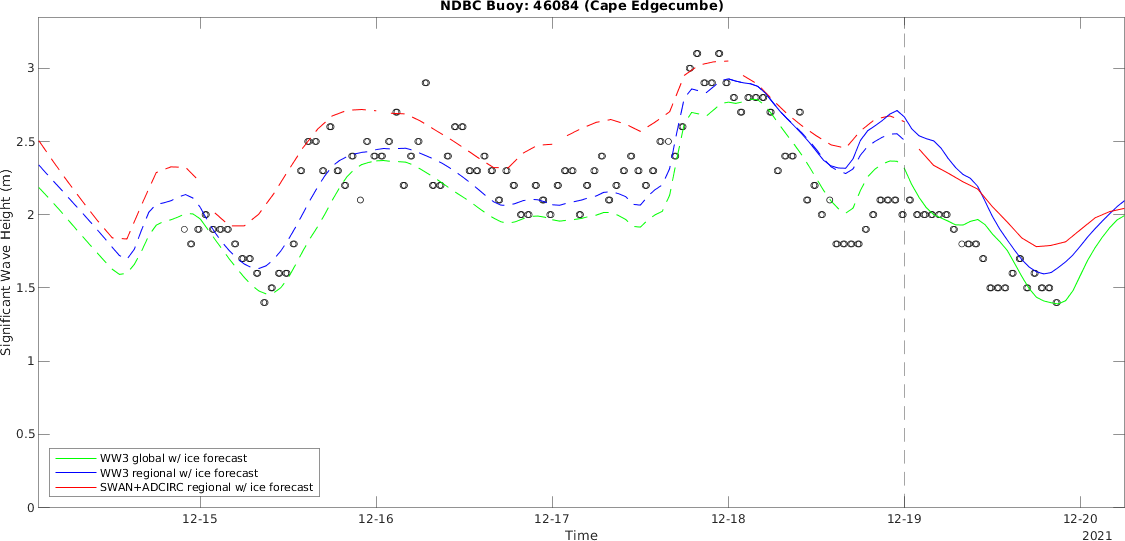 NDBC Buoy: 46084 (Cape Edgecumbe)
3
2.5
2
1.5
1
0.5
0
Significant Wave Height (m)
WW3 global w/ ice forecast
WW3 regional w/ ice forecast
SWAN+ADCIRC regional w/ ice forecast
12-15
12-16
12-17
12-18
12-19
12-20
Time
2021